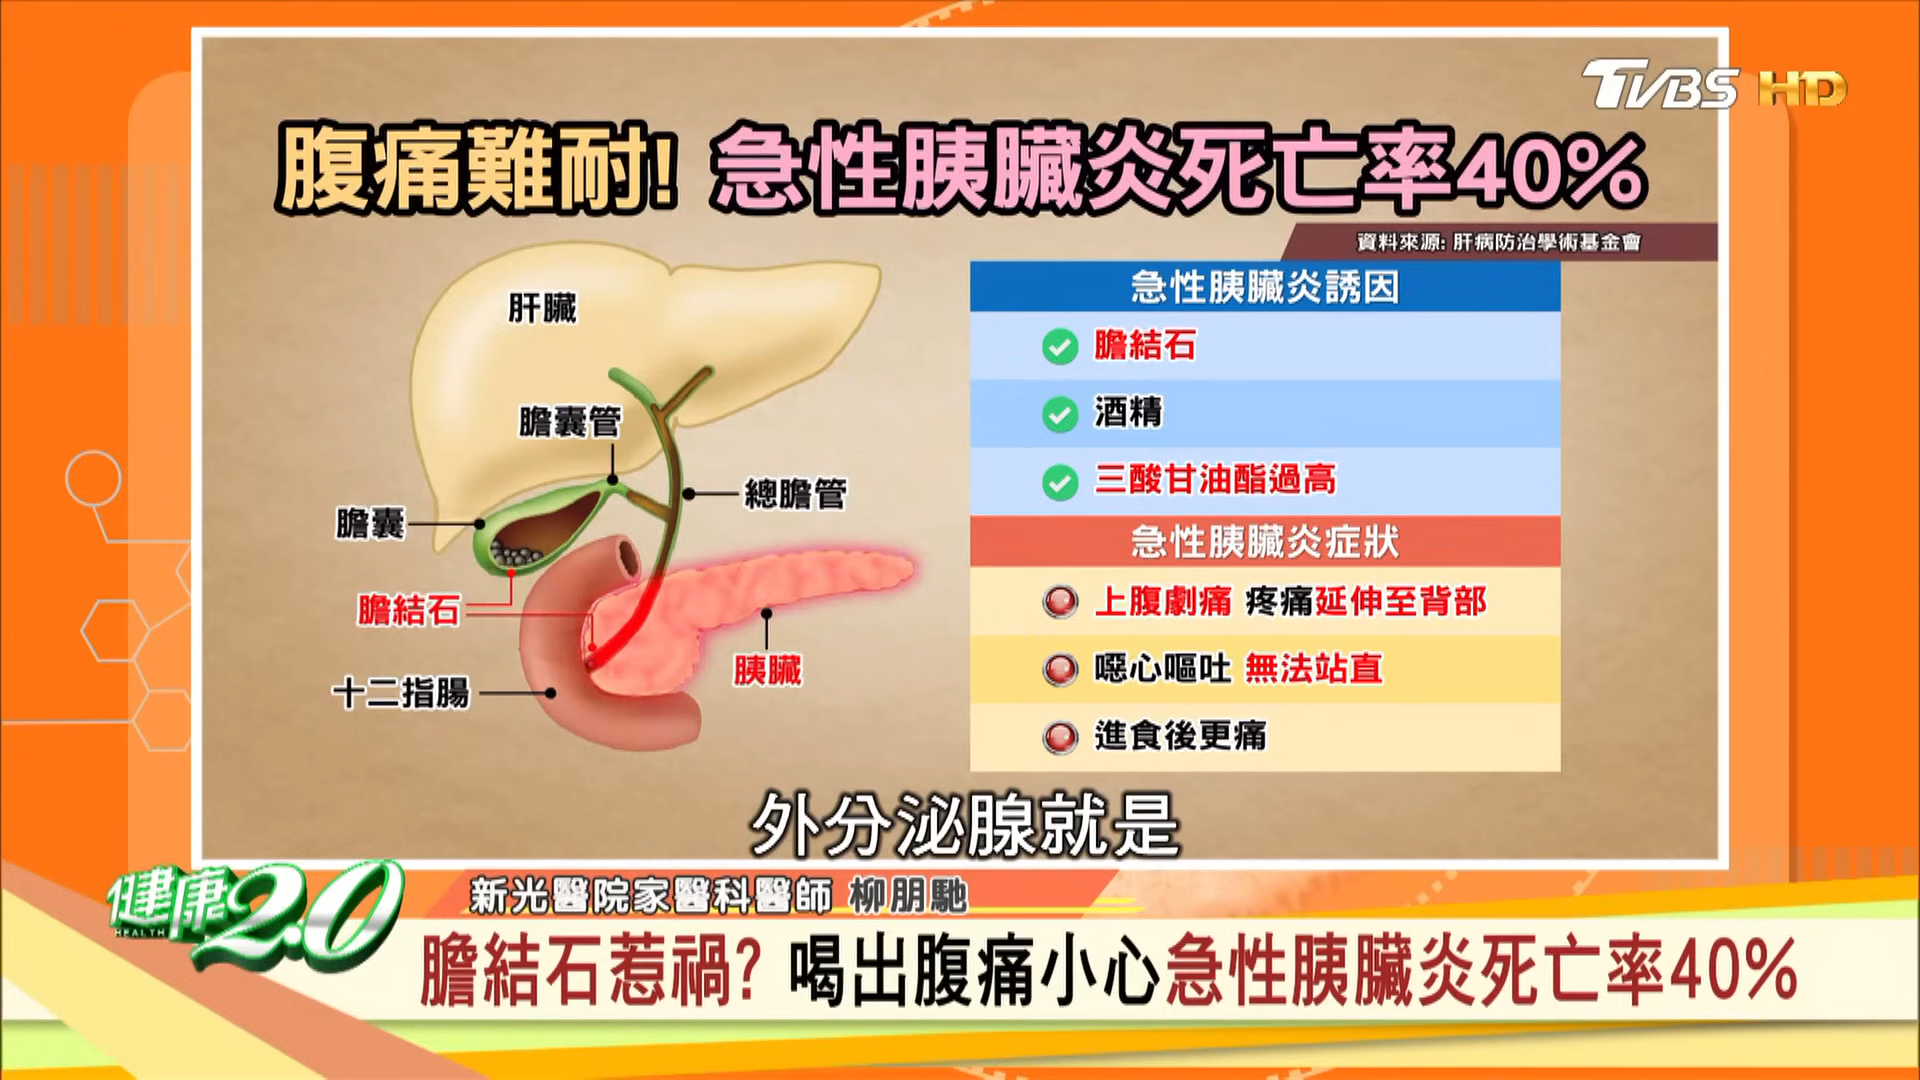 TVBS HD
腹痛難耐! 急性胰臟炎死亡率40%
資料來源: 肝病防治學術基金會
肝臟
膽囊管
總膽管
膽囊
膽結石
胰臟
十二指腸
急性胰臟炎誘因
膽結石
酒精
三酸甘油酯過高
急性胰臟炎症狀
上腹劇痛 疼痛延伸至背部
噁心嘔吐 無法站直
進食後更痛
外分泌腺就是
健康2.0
HEALTH
新光醫院家醫科醫師 柳朋馳
膽結石惹禍? 喝出腹痛小心急性胰臟炎死亡率40%